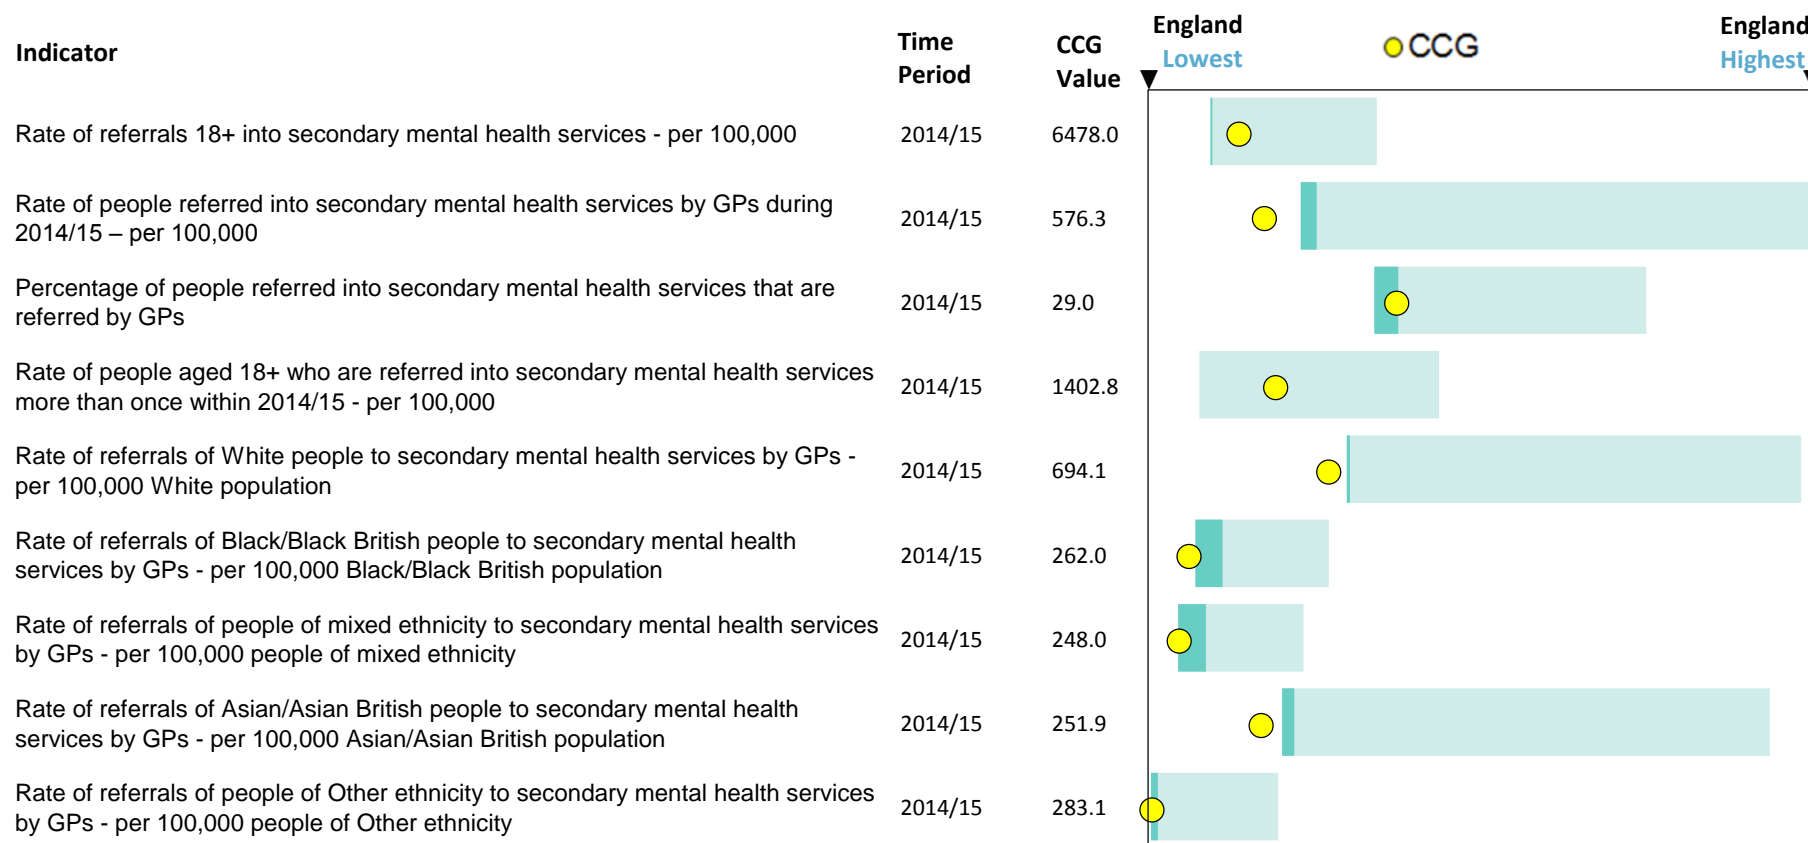 Indicator
Time
Period
CCG
Value
England
Lowest
CCG
England
Highest
Rate of referrals 18+ into secondary mental health services - per 100,000
2014/15
6478.0
Rate of people referred into secondary mental health services by GPs during
2014/15 – per 100,000
2014/15
576.3
Percentage of people referred into secondary mental health services that are
referred by GPs
2014/15
29.0
Rate of people aged 18+ who are referred into secondary mental health services
more than once within 2014/15 - per 100,000
2014/15
1402.8
Rate of referrals of White people to secondary mental health services by GPs -
per 100,000 White population
2014/15
694.1
Rate of referrals of Black/Black British people to secondary mental health
services by GPs - per 100,000 Black/Black British population
2014/15
262.0
Rate of referrals of people of mixed ethnicity to secondary mental health services
by GPs - per 100,000 people of mixed ethnicity
2014/15
248.0
Rate of referrals of Asian/Asian British people to secondary mental health
services by GPs - per 100,000 Asian/Asian British population
2014/15
251.9
Rate of referrals of people of Other ethnicity to secondary mental health services
by GPs - per 100,000 people of Other ethnicity
2014/15
283.1